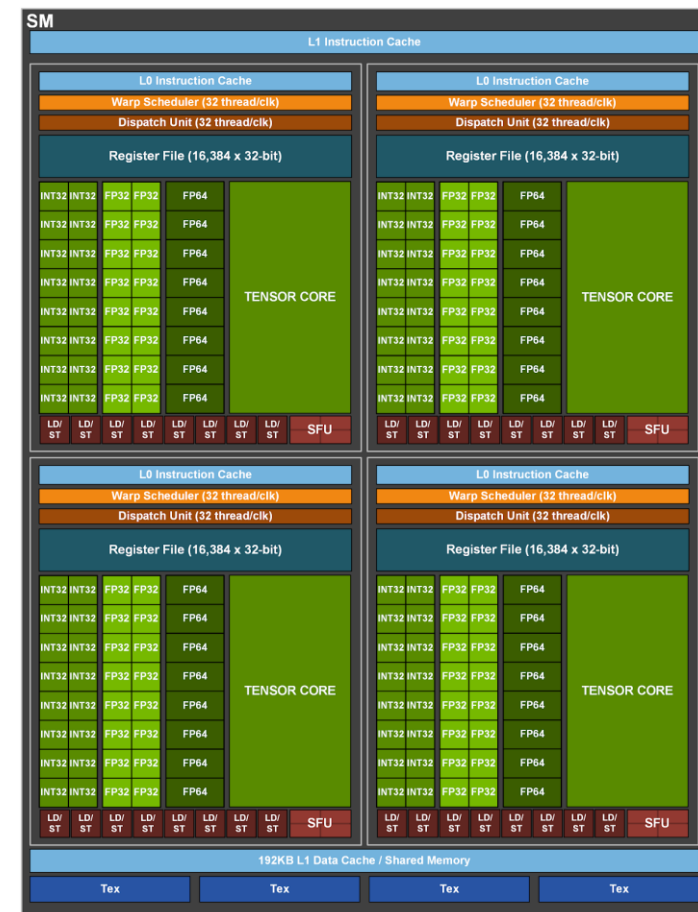 SM
L1 Instruction Cache
L0 Instruction Cache
Warp Scheduler (32 thread/clk)
Dispatch Unit (32 thread/clk)
Register File (16,384 x 32-bit)
INT32 INT32 FP32 FP32 FP64
INT32 INT32 FP32 FP32 FP64
INT32 INT32 FP32 FP32 FP64
INT32 INT32 FP32 FP32 FP64
INT32 INT32 FP32 FP32 FP64
INT32 INT32 FP32 FP32 FP64
INT32 INT32 FP32 FP32 FP64
INT32 INT32 FP32 FP32 FP64
TENSOR CORE
LD/ LD/ LD/ LD/ LD/ LD/ LD/ LD/
ST ST ST ST ST ST ST ST
SFU
L0 Instruction Cache
Warp Scheduler (32 thread/clk)
Dispatch Unit (32 thread/clk)
Register File (16,384 x 32-bit)
INT32 INT32 FP32 FP32 FP64
INT32 INT32 FP32 FP32 FP64
INT32 INT32 FP32 FP32 FP64
INT32 INT32 FP32 FP32 FP64
INT32 INT32 FP32 FP32 FP64
INT32 INT32 FP32 FP32 FP64
INT32 INT32 FP32 FP32 FP64
INT32 INT32 FP32 FP32 FP64
TENSOR CORE
LD/ LD/ LD/ LD/ LD/ LD/ LD/ LD/
ST ST ST ST ST ST ST ST
SFU
L0 Instruction Cache
Warp Scheduler (32 thread/clk)
Dispatch Unit (32 thread/clk)
Register File (16,384 x 32-bit)
INT32 INT32 FP32 FP32 FP64
INT32 INT32 FP32 FP32 FP64
INT32 INT32 FP32 FP32 FP64
INT32 INT32 FP32 FP32 FP64
INT32 INT32 FP32 FP32 FP64
INT32 INT32 FP32 FP32 FP64
INT32 INT32 FP32 FP32 FP64
INT32 INT32 FP32 FP32 FP64
TENSOR CORE
LD/ LD/ LD/ LD/ LD/ LD/ LD/ LD/
ST ST ST ST ST ST ST ST
SFU
L0 Instruction Cache
Warp Scheduler (32 thread/clk)
Dispatch Unit (32 thread/clk)
Register File (16,384 x 32-bit)
INT32 INT32 FP32 FP32 FP64
INT32 INT32 FP32 FP32 FP64
INT32 INT32 FP32 FP32 FP64
INT32 INT32 FP32 FP32 FP64
INT32 INT32 FP32 FP32 FP64
INT32 INT32 FP32 FP32 FP64
INT32 INT32 FP32 FP32 FP64
INT32 INT32 FP32 FP32 FP64
TENSOR CORE
LD/ LD/ LD/ LD/ LD/ LD/ LD/ LD/
ST ST ST ST ST ST ST ST
SFU
192KB L1 Data Cache / Shared Memory
Tex Tex Tex Tex